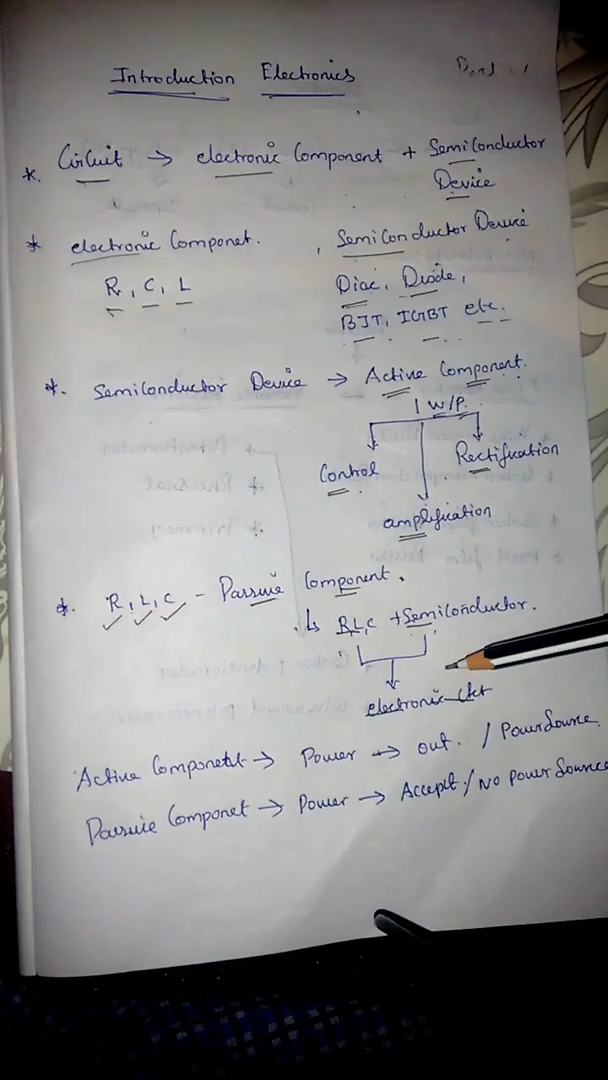 Introduction Electronics
*. Circuit → electronic Component + Semiconductor
Device
* electronic Componet. , Semiconductor Device
R, C, L
Diac, Diode,
BJT, IGBT etc.
*. Semiconductor Device → Active Component.
I W/P.
Control
Rectification
amplification
*. R, L, C - Passive Component.
↳ R, L, C + Semiconductor.
electronic Ckt
Active Componett → Power → out. / Power Source
Passive Componet → Power → Accept / No power Source